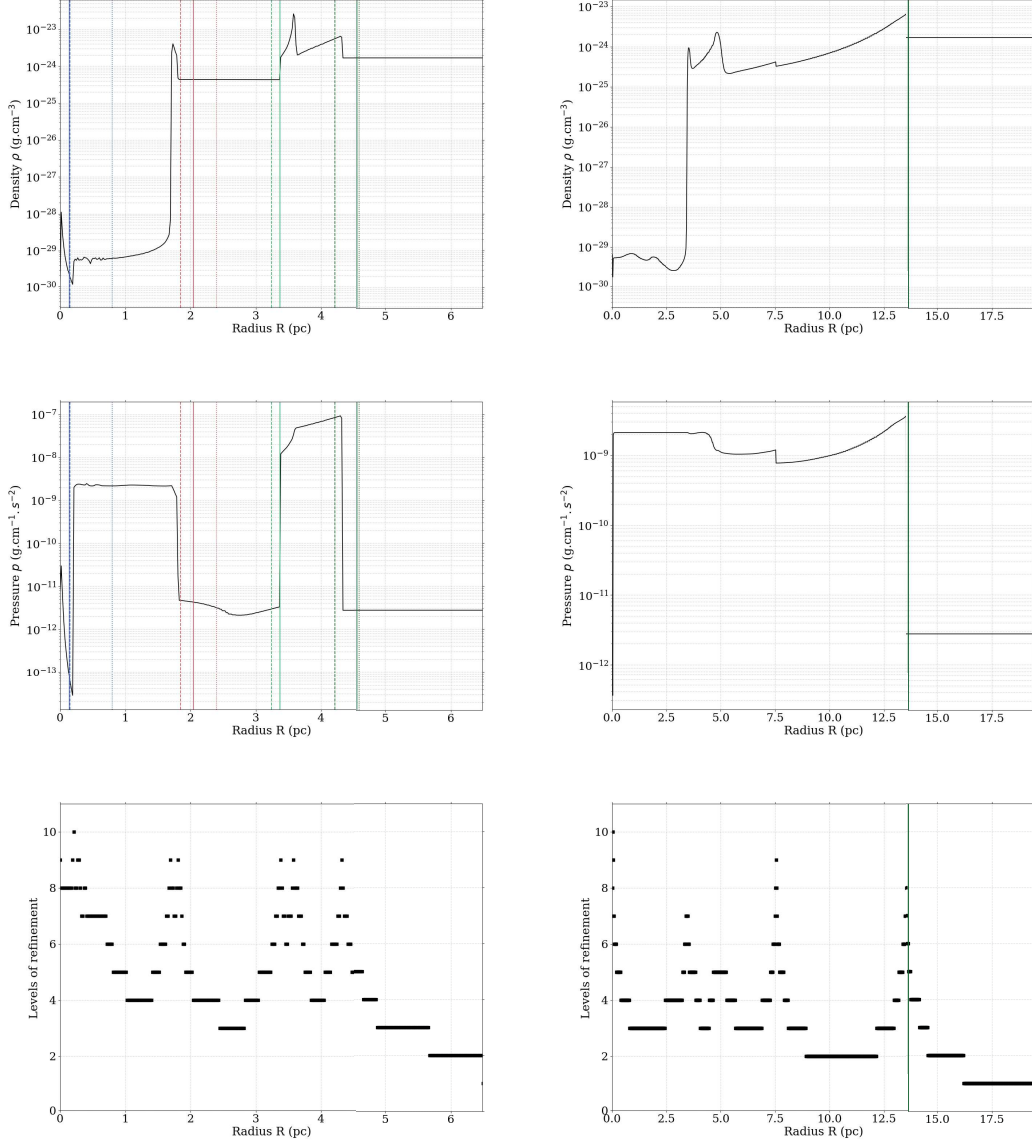 10⁻²³
10⁻²⁴
10⁻²⁵
10⁻²⁶
10⁻²⁷
10⁻²⁸
10⁻²⁹
10⁻³⁰
Density ρ (g.cm⁻³)
0 1 2 3 4 5 6
Radius R (pc)
10⁻²³
10⁻²⁴
10⁻²⁵
10⁻²⁶
10⁻²⁷
10⁻²⁸
10⁻²⁹
10⁻³⁰
Density ρ (g.cm⁻³)
0.0 2.5 5.0 7.5 10.0 12.5 15.0 17.5
Radius R (pc)
10⁻⁷
10⁻⁸
10⁻⁹
10⁻¹⁰
10⁻¹¹
10⁻¹²
10⁻¹³
Pressure p (g.cm⁻¹.s⁻²)
0 1 2 3 4 5 6
Radius R (pc)
10⁻⁹
10⁻¹⁰
10⁻¹¹
10⁻¹²
Pressure p (g.cm⁻¹.s⁻²)
0.0 2.5 5.0 7.5 10.0 12.5 15.0 17.5
Radius R (pc)
10
8
6
4
2
0
Levels of refinement
0 1 2 3 4 5 6
Radius R (pc)
10
8
6
4
2
0
Levels of refinement
0.0 2.5 5.0 7.5 10.0 12.5 15.0 17.5
Radius R (pc)